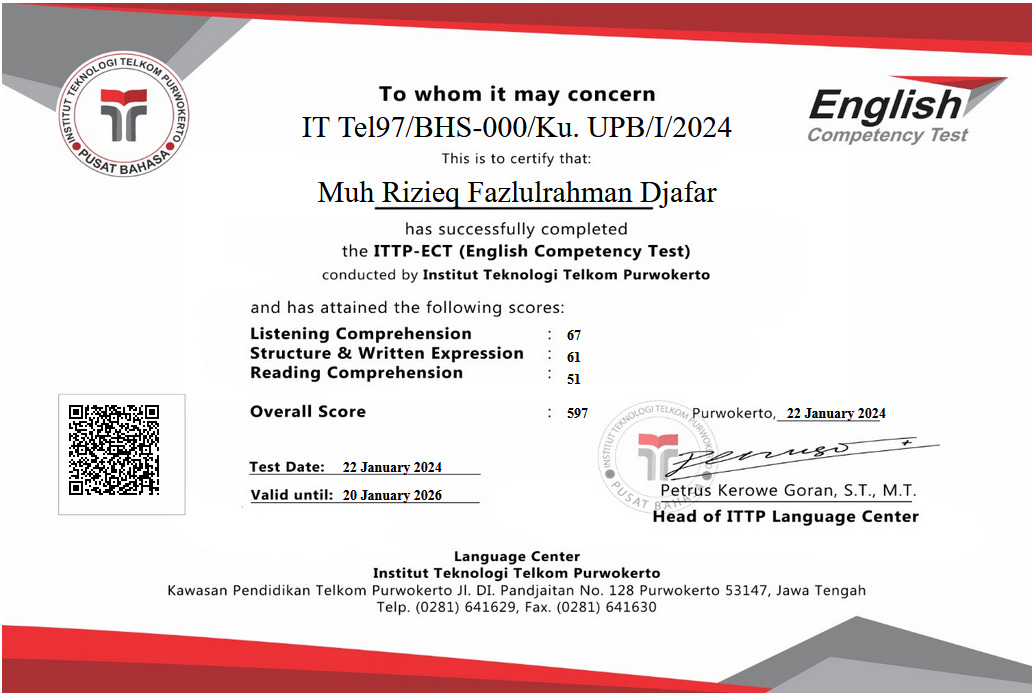 INSTITUT TEKNOLOGI TELKOM PURWOKERTO
PUSAT BAHASA
To whom it may concern
IT Tel97/BHS-000/Ku. UPB/I/2024
This is to certify that:
Muh Rizieq Fazlulrahman Djafar
English
Competency Test
has successfully completed
the ITTP-ECT (English Competency Test)
conducted by Institut Teknologi Telkom Purwokerto
and has attained the following scores:
Listening Comprehension : 67
Structure & Written Expression : 61
Reading Comprehension : 51
Overall Score : 597
Test Date: 22 January 2024
Valid until: 20 January 2026
Purwokerto, 22 January 2024
INSTITUT TEKNOLOGI TELKOM PURWOKERTO
PUSAT BAHASA
Petrus Kerowe Goran, S.T., M.T.
Head of ITTP Language Center
Language Center
Institut Teknologi Telkom Purwokerto
Kawasan Pendidikan Telkom Purwokerto Jl. DI. Pandjaitan No. 128 Purwokerto 53147, Jawa Tengah
Telp. (0281) 641629, Fax. (0281) 641630